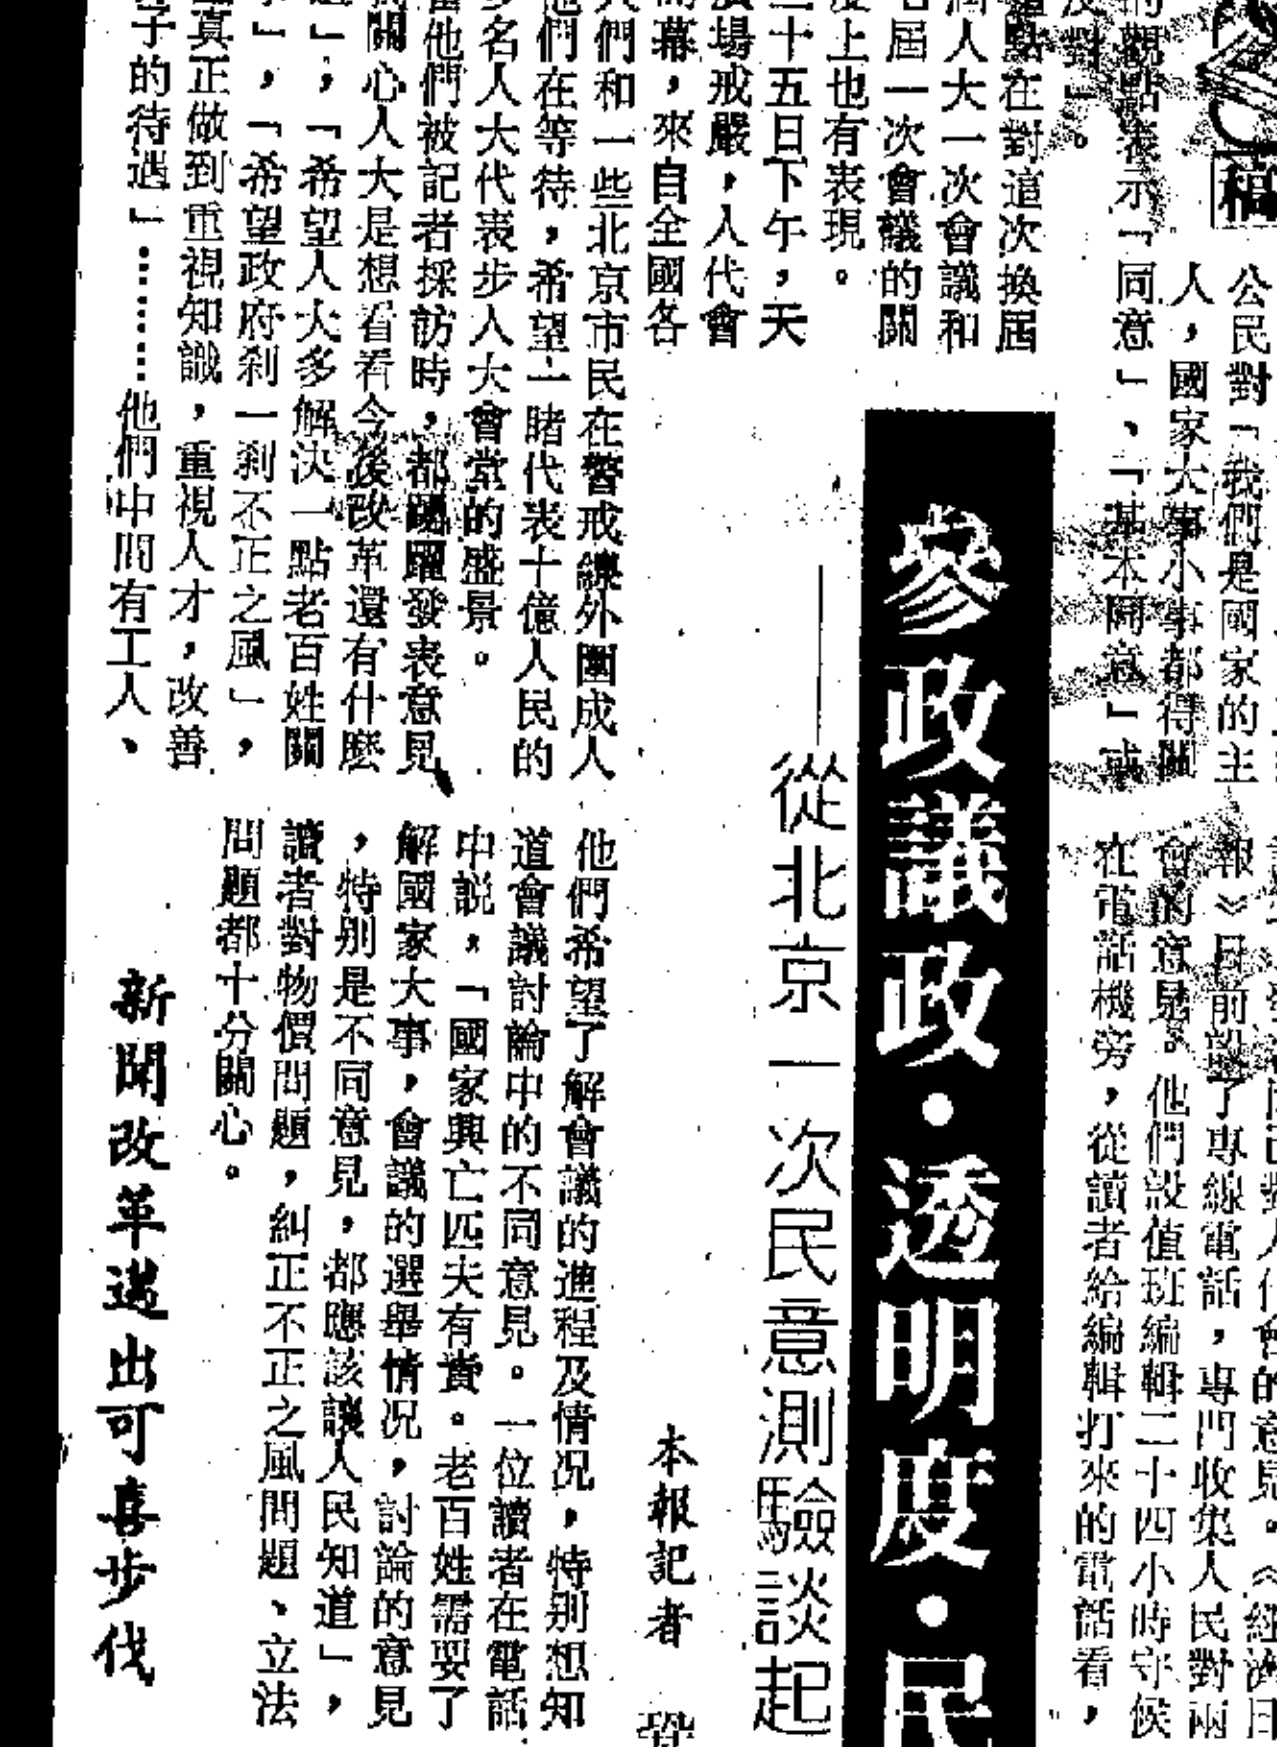 稿
公民對「我們是國家的主
人，國家大事小事都得關
的觀點表示「同意」、「基本同意」或
反對」。
點在對這次換屆
人大一次會議和
屆一次會議的關
度上也有表現。
二十五日下午，天
場戒嚴，人代會
幕，來自全國各
們和一些北京市民在警戒線外圍成人
他們在等待，希望一睹代表十億人民的
多名人大代表步入大會堂的盛景。
當他們被記者採訪時，都踴躍發表意見
關心人大是想看看今後改革還有什麽
」；「希望人大多解決一點老百姓關
」，「希望政府刹一刹不正之風」，
真正做到重視知識，重視人才，改善
子的待遇」………他們中間有工人、
參政議政·透明度·民
——從北京一次民意測驗談起
本報記者
對人代會的意見。《經濟日
報》日前設了專線電話，專門收集人民對兩
會的意見。他們設值班編輯二十四小時守候
在電話機旁，從讀者給編輯打來的電話看，
他們希望了解會議的進程及情况，特别想知
道會議討論中的不同意見。一位讀者在電話
中説，「國家興亡匹夫有責。老百姓需要了
解國家大事，會議的選舉情况，討論的意見
，特别是不同意見，都應該讓人民知道」，
讀者對物價問題，糾正不正之風問題、立法
問題都十分關心。
新聞改革邁出可喜步伐